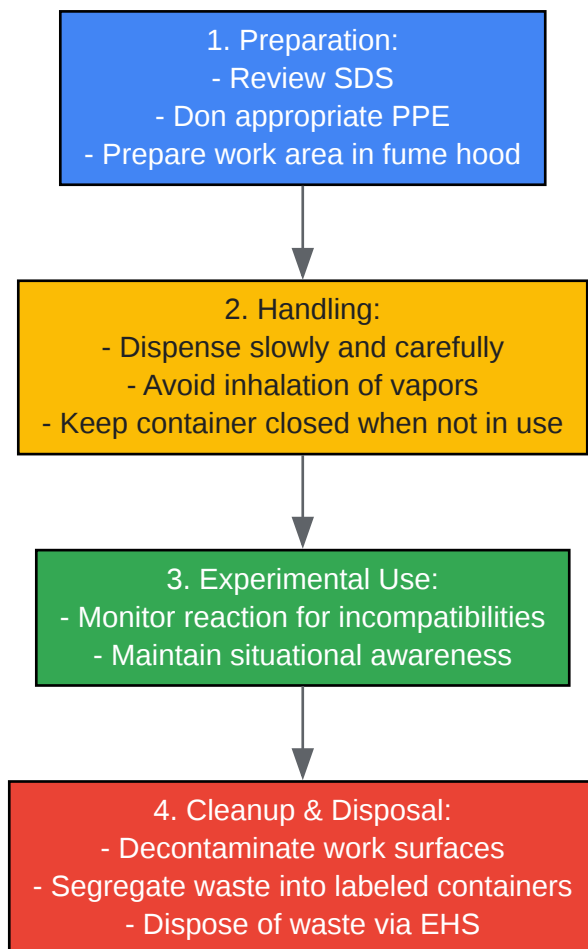 1. Preparation:
- Review SDS
- Don appropriate PPE
- Prepare work area in fume hood
2. Handling:
- Dispense slowly and carefully
- Avoid inhalation of vapors
- Keep container closed when not in use
3. Experimental Use:
- Monitor reaction for incompatibilities
- Maintain situational awareness
4. Cleanup & Disposal:
- Decontaminate work surfaces
- Segregate waste into labeled containers
- Dispose of waste via EHS